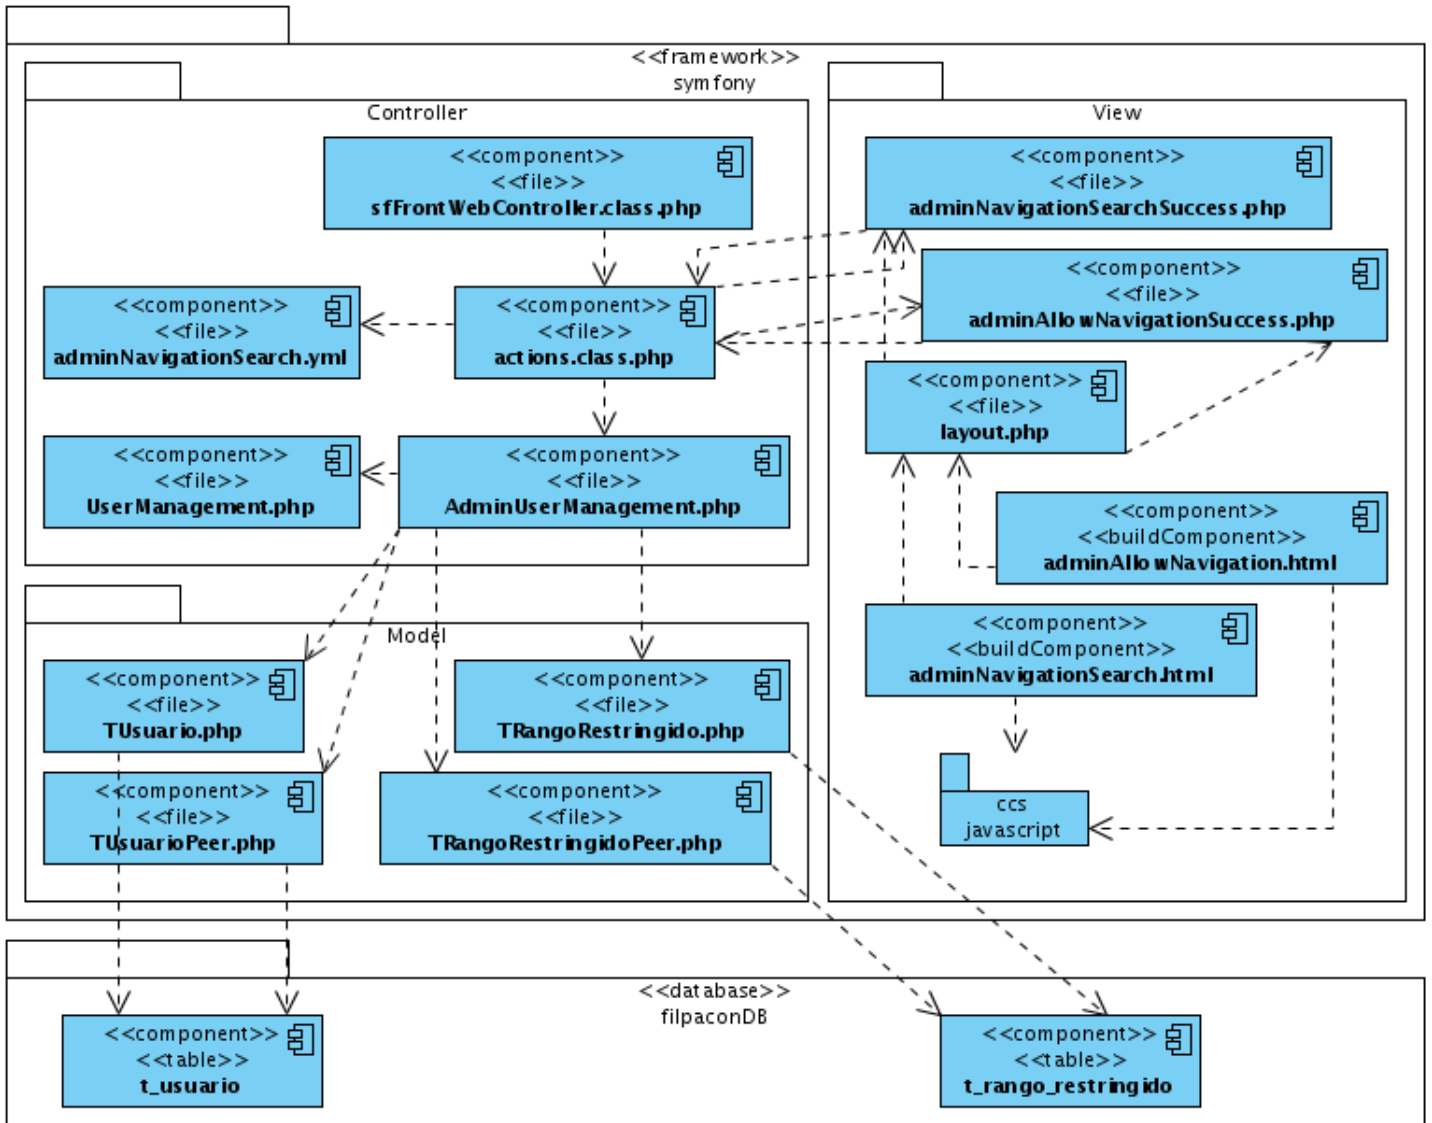 <<framework>>
symfony
Controller
<<component>>
<<file>>
sfFrontWebController.class.php
<<component>>
<<file>>
adminNavigationSearch.yml
<<component>>
<<file>>
actions.class.php
<<component>>
<<file>>
UserManagement.php
<<component>>
<<file>>
AdminUserManagement.php
View
<<component>>
<<file>>
adminNavigationSearchSuccess.php
<<component>>
<<file>>
adminAllowNavigationSuccess.php
<<component>>
<<file>>
layout.php
<<component>>
<<buildComponent>>
adminAllowNavigation.html
<<component>>
<<buildComponent>>
adminNavigationSearch.html
ccs
javascript
Model
<<component>>
<<file>>
TUsuario.php
<<component>>
<<file>>
TRangoRestringido.php
<<component>>
<<file>>
TUsuarioPeer.php
<<component>>
<<file>>
TRangoRestringidoPeer.php
<<database>>
filpaconDB
<<component>>
<<table>>
t_usuario
<<component>>
<<table>>
t_rango_restringido